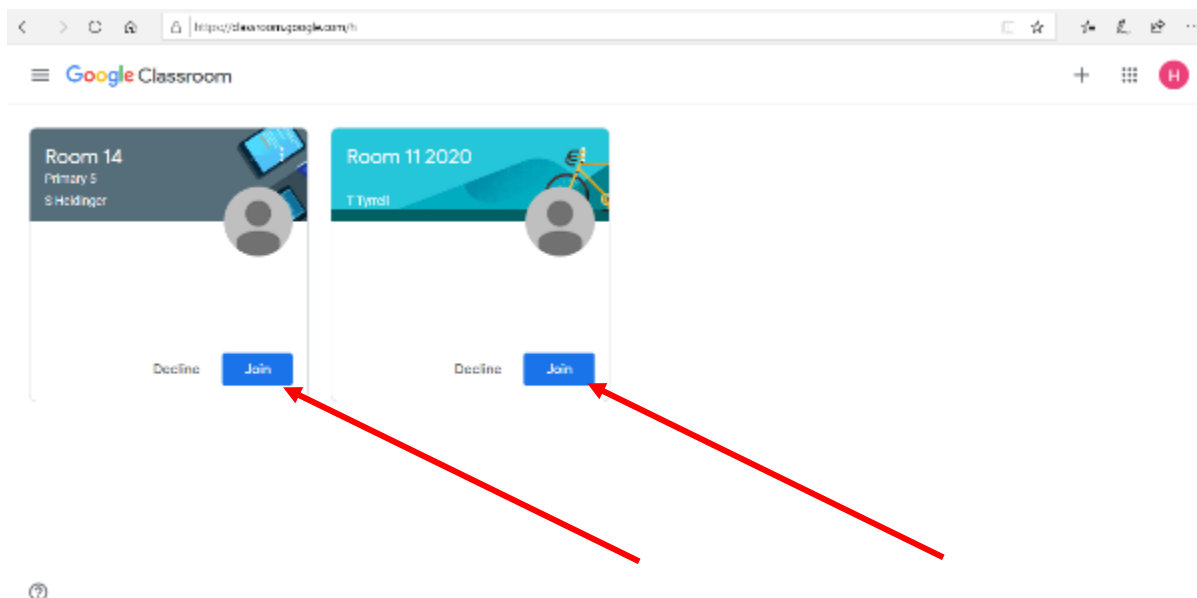 https://classroom.google.com/h
Google Classroom
H
Room 14
Primary 5
S Heidinger
Decline
Join
Room 11 2020
T Tyrrell
Decline
Join